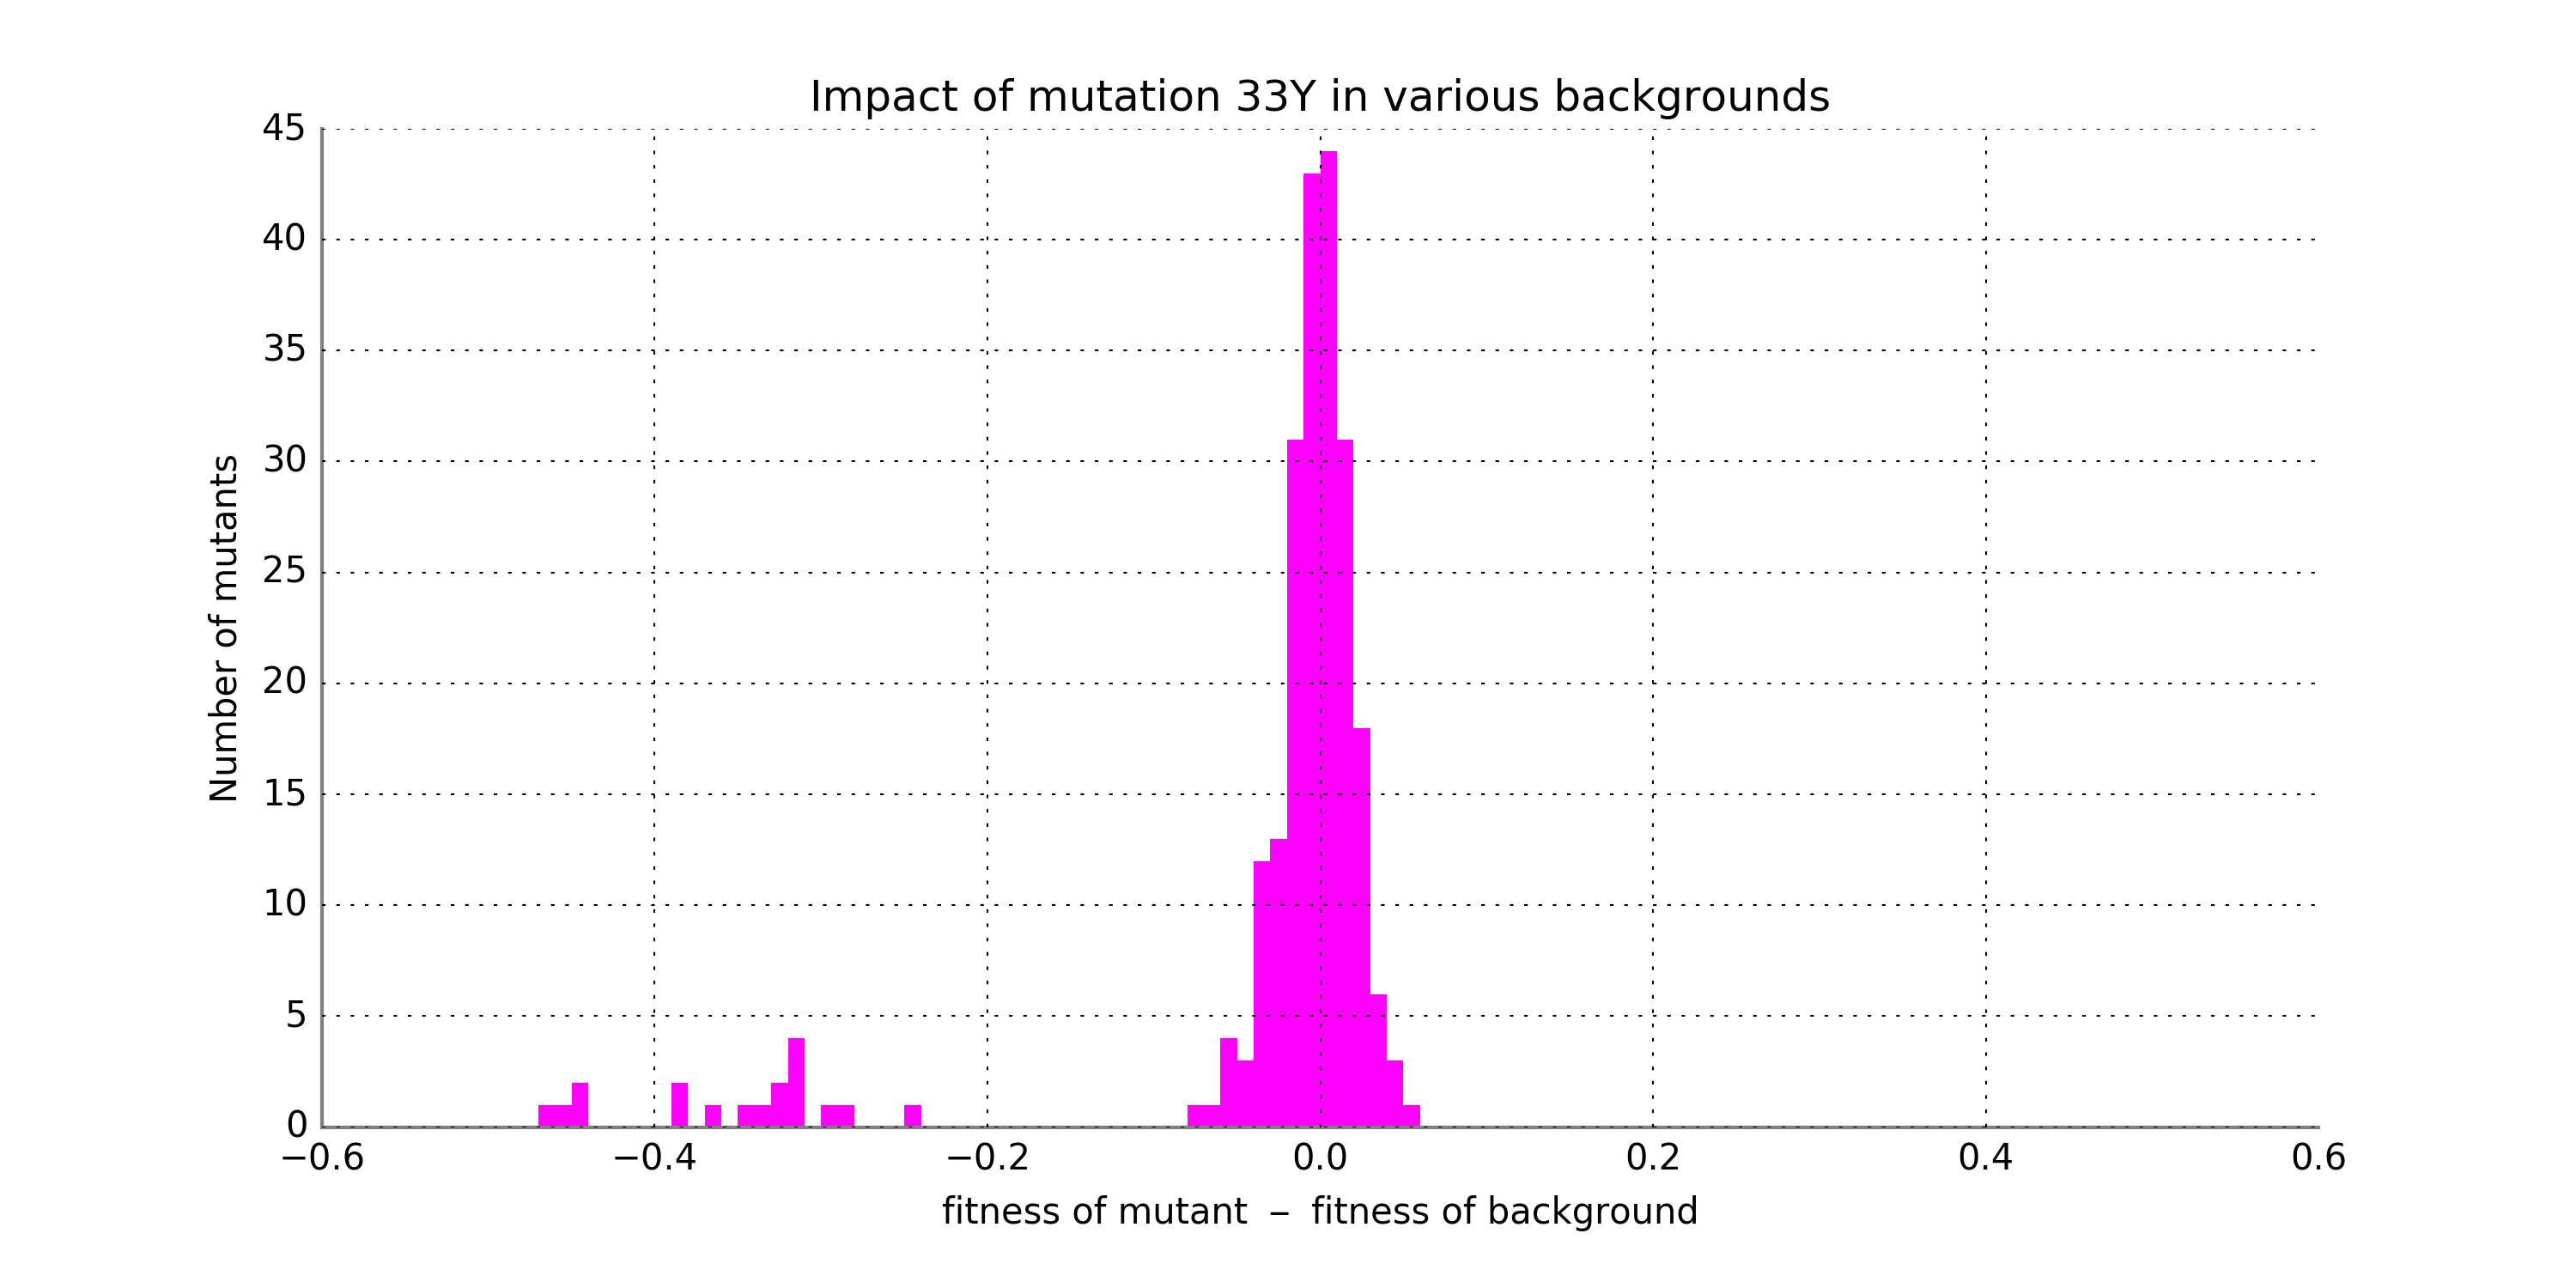 Impact of mutation 33Y in various backgrounds
45
40
35
30
25
20
15
10
5
0
Number of mutants
−0.6 −0.4 −0.2 0.0 0.2 0.4 0.6
fitness of mutant − fitness of background